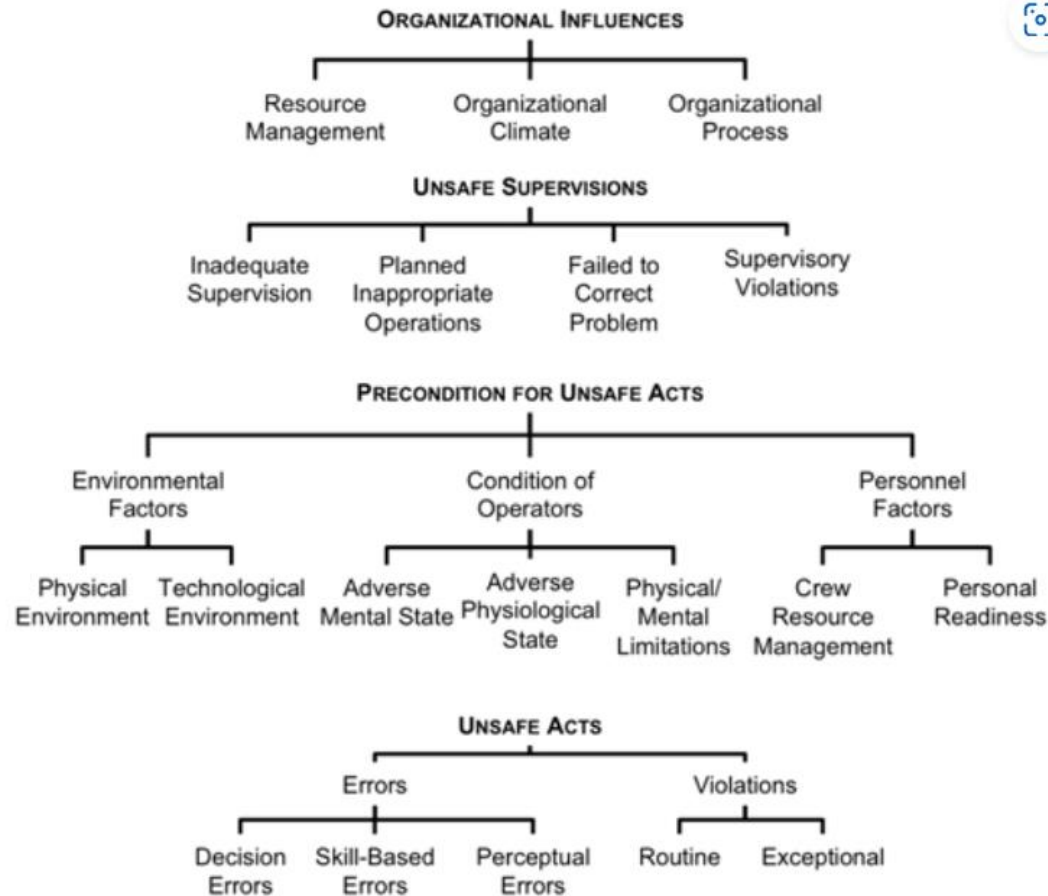 ORGANIZATIONAL INFLUENCES
Resource Management
Organizational Climate
Organizational Process
UNSAFE SUPERVISIONS
Inadequate Supervision
Planned Inappropriate Operations
Failed to Correct Problem
Supervisory Violations
PRECONDITION FOR UNSAFE ACTS
Environmental Factors
Condition of Operators
Personnel Factors
Physical Environment
Technological Environment
Adverse Mental State
Adverse Physiological State
Physical/ Mental Limitations
Crew Resource Management
Personal Readiness
UNSAFE ACTS
Errors
Violations
Decision Errors
Skill-Based Errors
Perceptual Errors
Routine
Exceptional